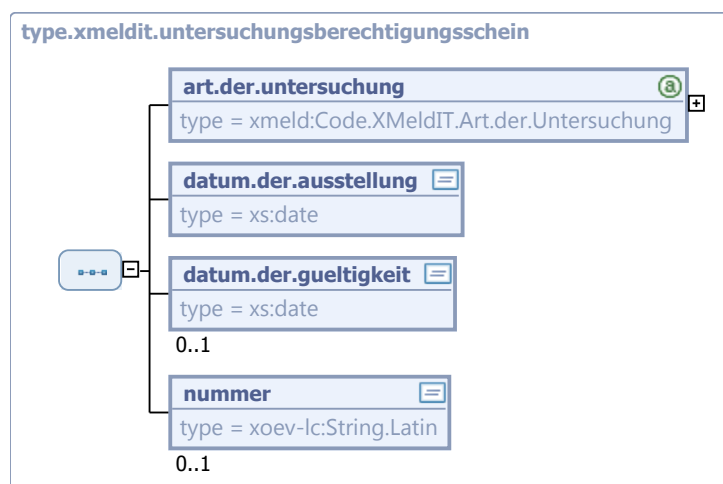 type.xmeldit.untersuchungsberechtigungsschein
art.der.untersuchung
type = xmeld:Code.XMeldIT.Art.der.Untersuchung
datum.der.ausstellung
type = xs:date
datum.der.gueltigkeit
type = xs:date
0..1
nummer
type = xoev-lc:String.Latin
0..1